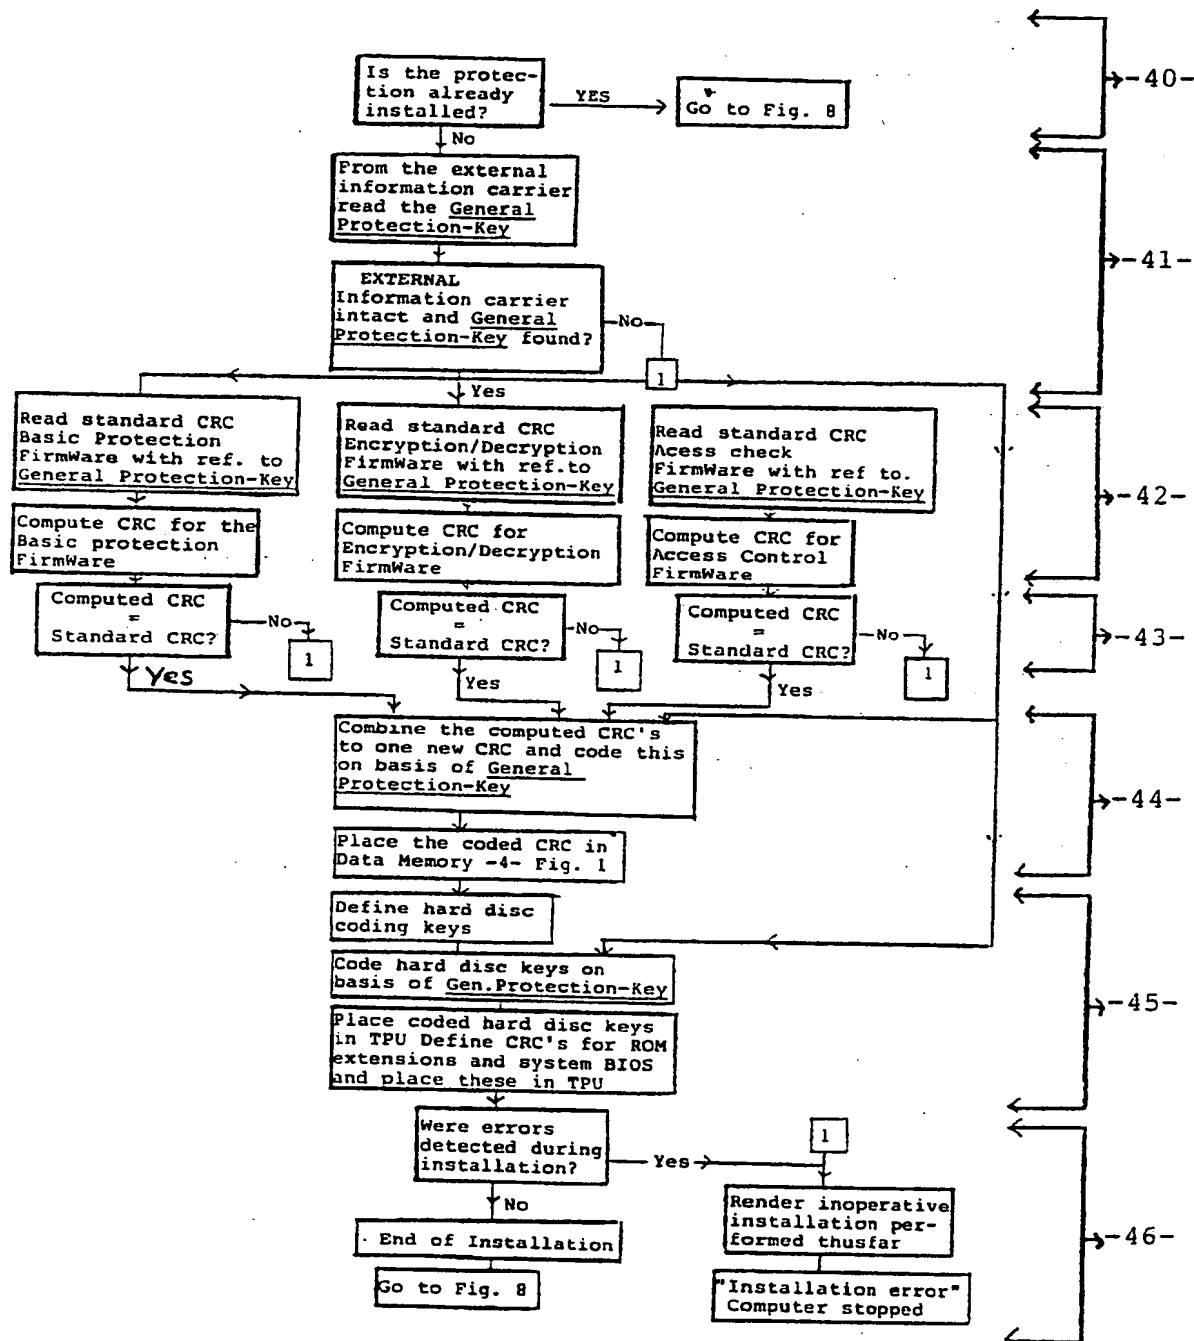 Is the protec-
tion already
installed?
YES
Go to Fig. 8
-40-
No
From the external
information carrier
read the General
Protection-Key
EXTERNAL
Information carrier
intact and General
Protection-Key found?
No
1
-41-
Yes
Read standard CRC
Basic Protection
FirmWare with ref. to
General Protection-Key
Read standard CRC
Encryption/Decryption
FirmWare with ref.to
General Protection-Key
Read standard CRC
Acess check
FirmWare with ref to.
General Protection-Key
-42-
Compute CRC for the
Basic protection
FirmWare
Compute CRC for
Encryption/Decryption
FirmWare
Compute CRC for
Access Control
FirmWare
Computed CRC
=
Standard CRC?
No
1
Computed CRC
=
Standard CRC?
No
1
Computed CRC
=
Standard CRC?
No
1
-43-
Yes
Yes
Yes
Combine the computed CRC's
to one new CRC and code this
on basis of General
Protection-Key
-44-
Place the coded CRC in
Data Memory -4- Fig. 1
Define hard disc
coding keys
Code hard disc keys on
basis of Gen.Protection-Key
-45-
Place coded hard disc keys
in TPU Define CRC's for ROM
extensions and system BIOS
and place these in TPU
Were errors
detected during
installation?
Yes
1
No
Render inoperative
installation per-
formed thusfar
-46-
End of Installation
Go to Fig. 8
"Installation error"
Computer stopped